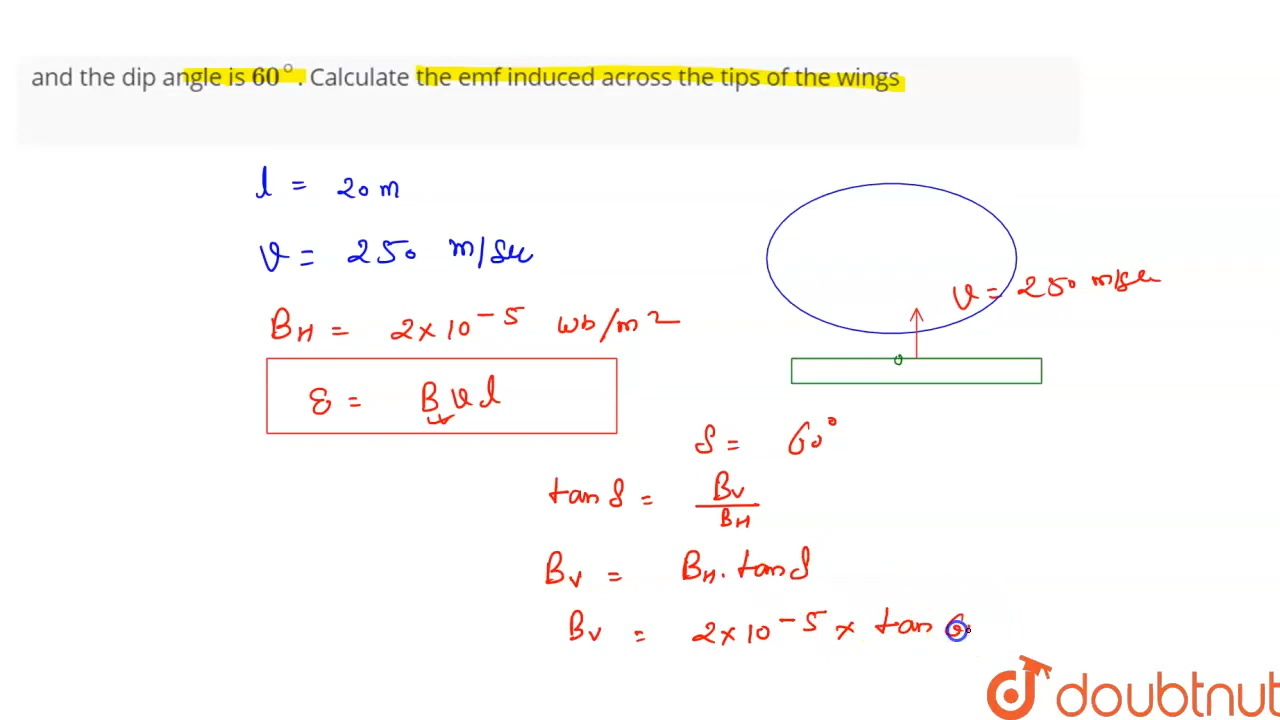 and the dip angle is 60°. Calculate the emf induced across the tips of the wings
l = 20 m
v = 250 m/sec
v = 250 m/sec
B_H = 2×10^-5 wb/m2
ε = B v l
δ = 60°
tan δ = B_V / B_H
B_V = B_H . tan δ
B_V = 2×10^-5 × tan 60
doubtnut